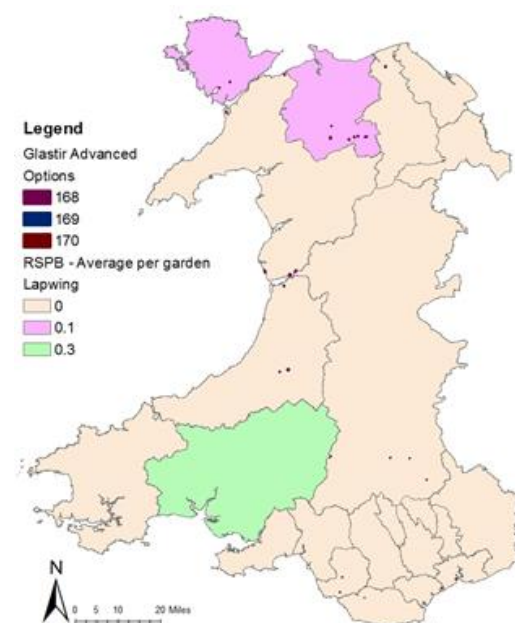 Legend
Glastir Advanced
Options
168
169
170
RSPB - Average per garden
Lapwing
0
0.1
0.3
N
0 5 10 20 Miles